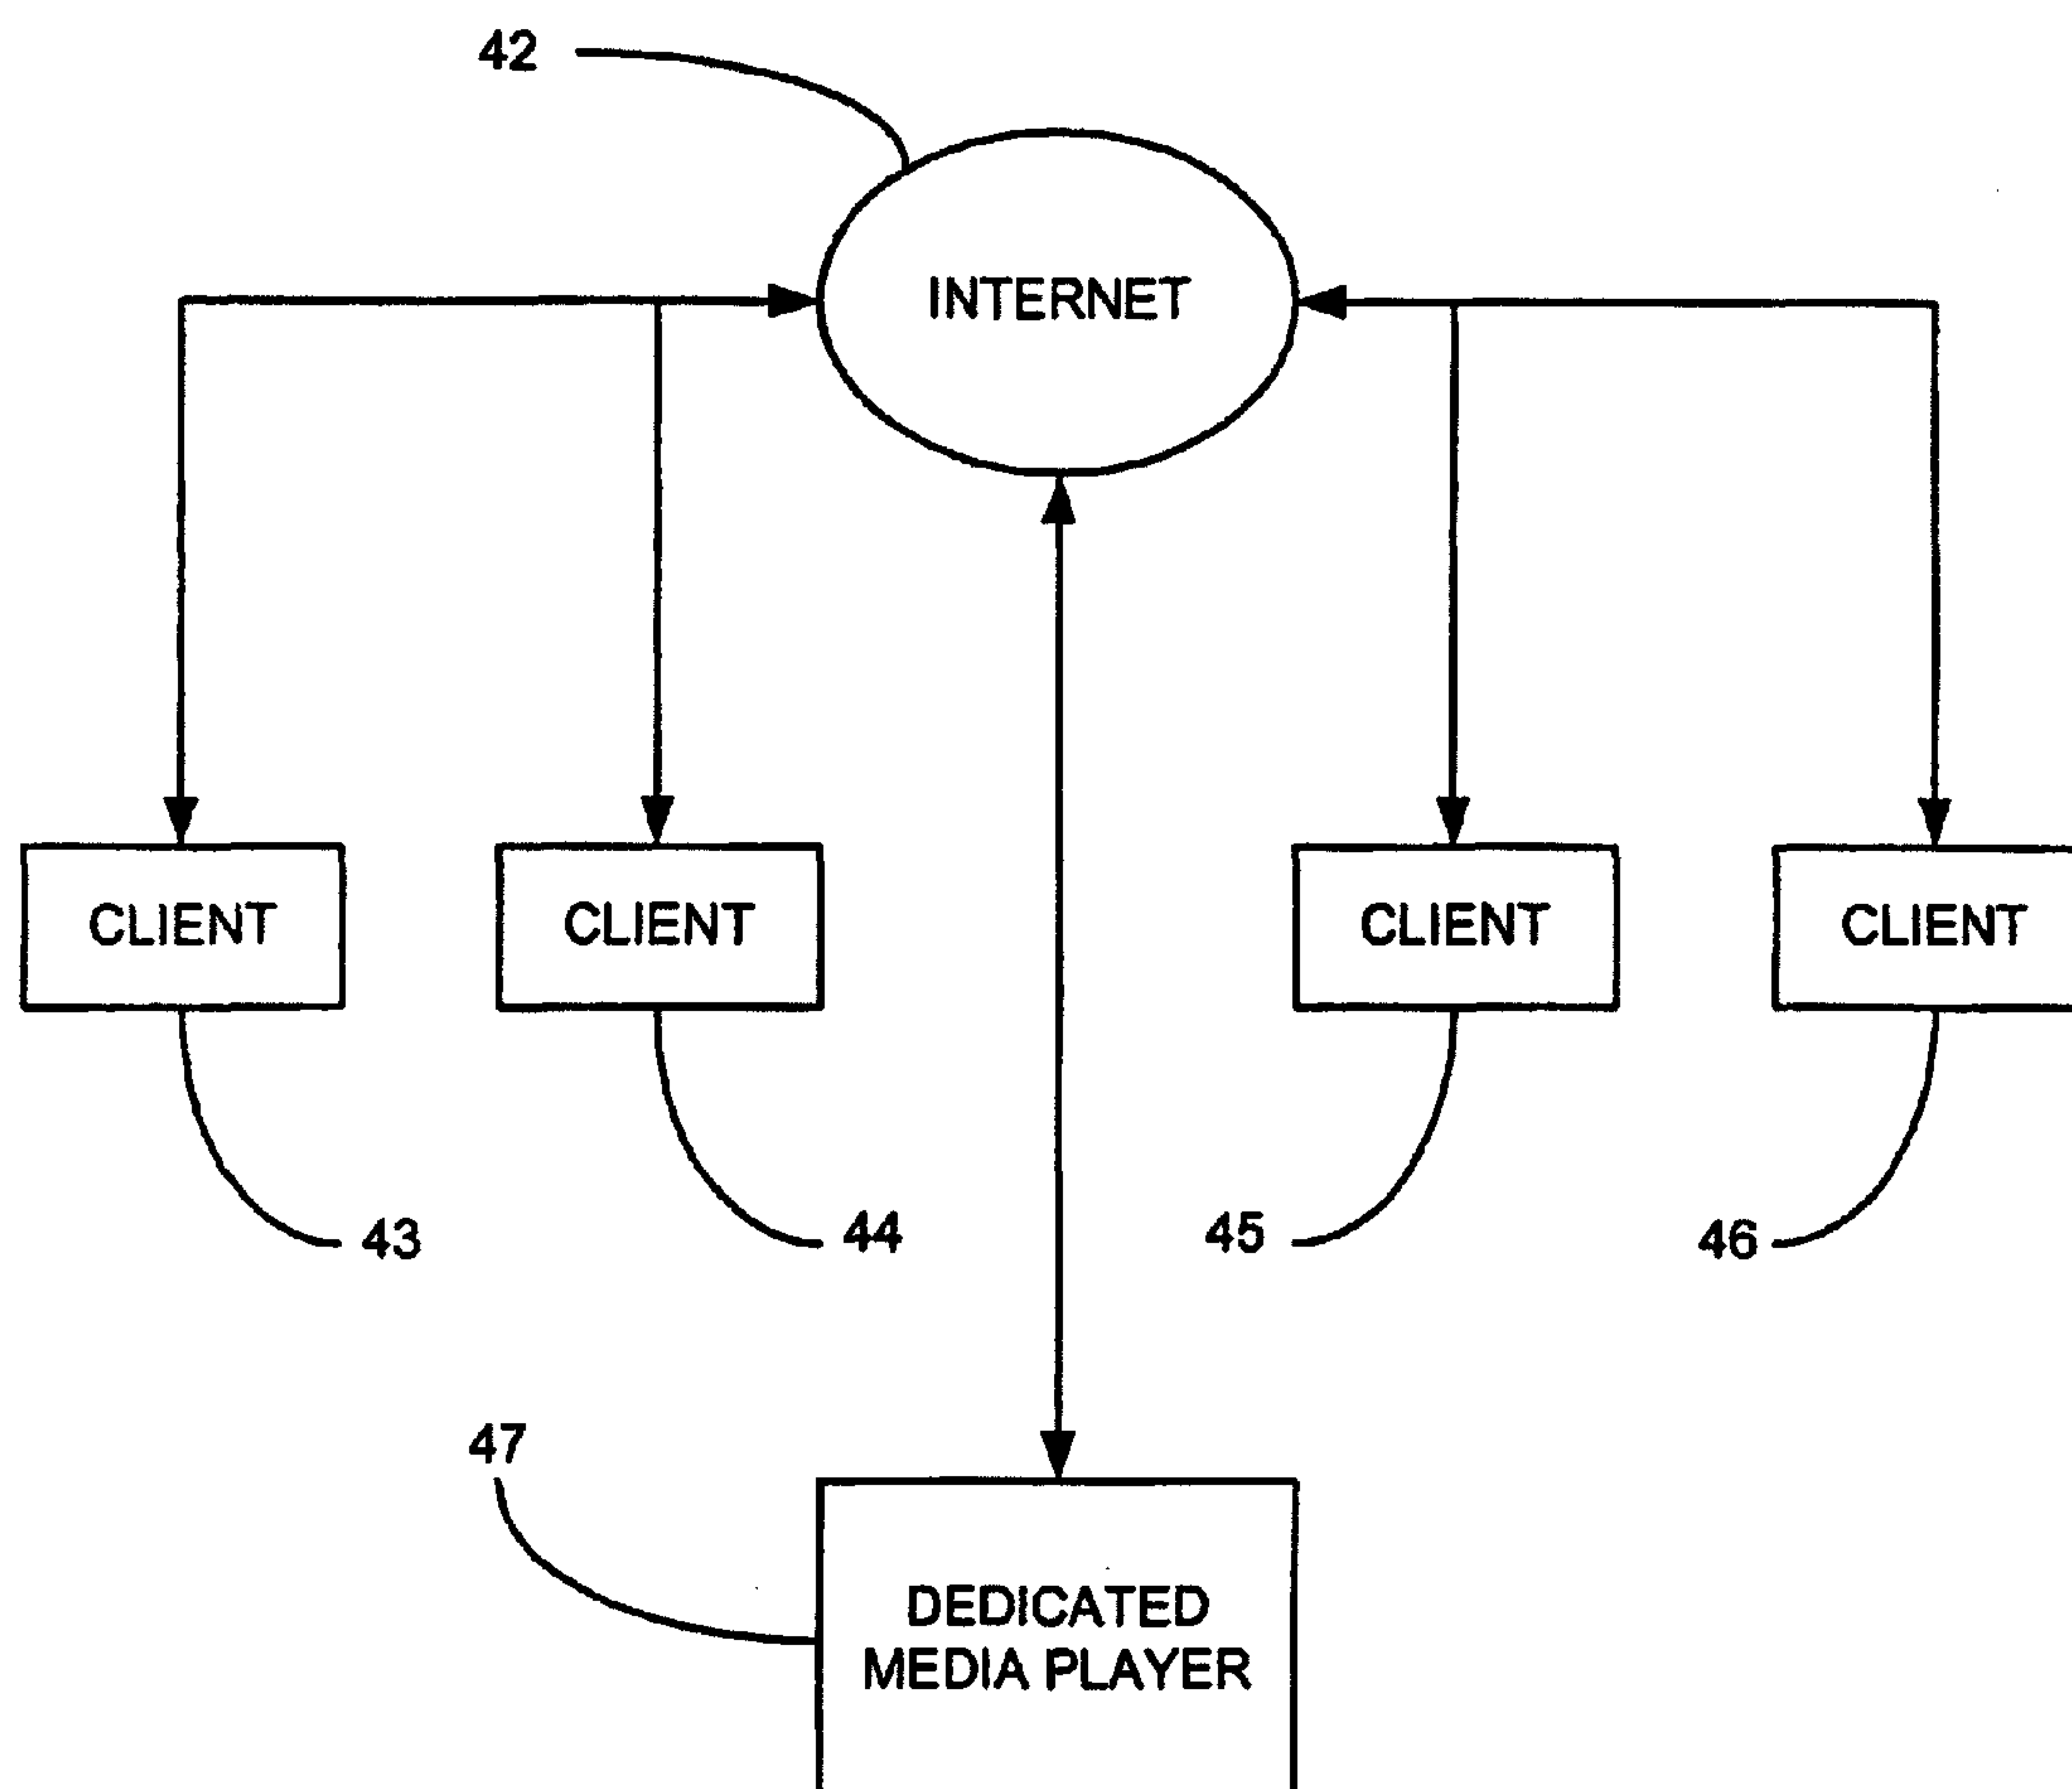 42
INTERNET
CLIENT
CLIENT
CLIENT
CLIENT
43
44
45
46
47
DEDICATED
MEDIA PLAYER